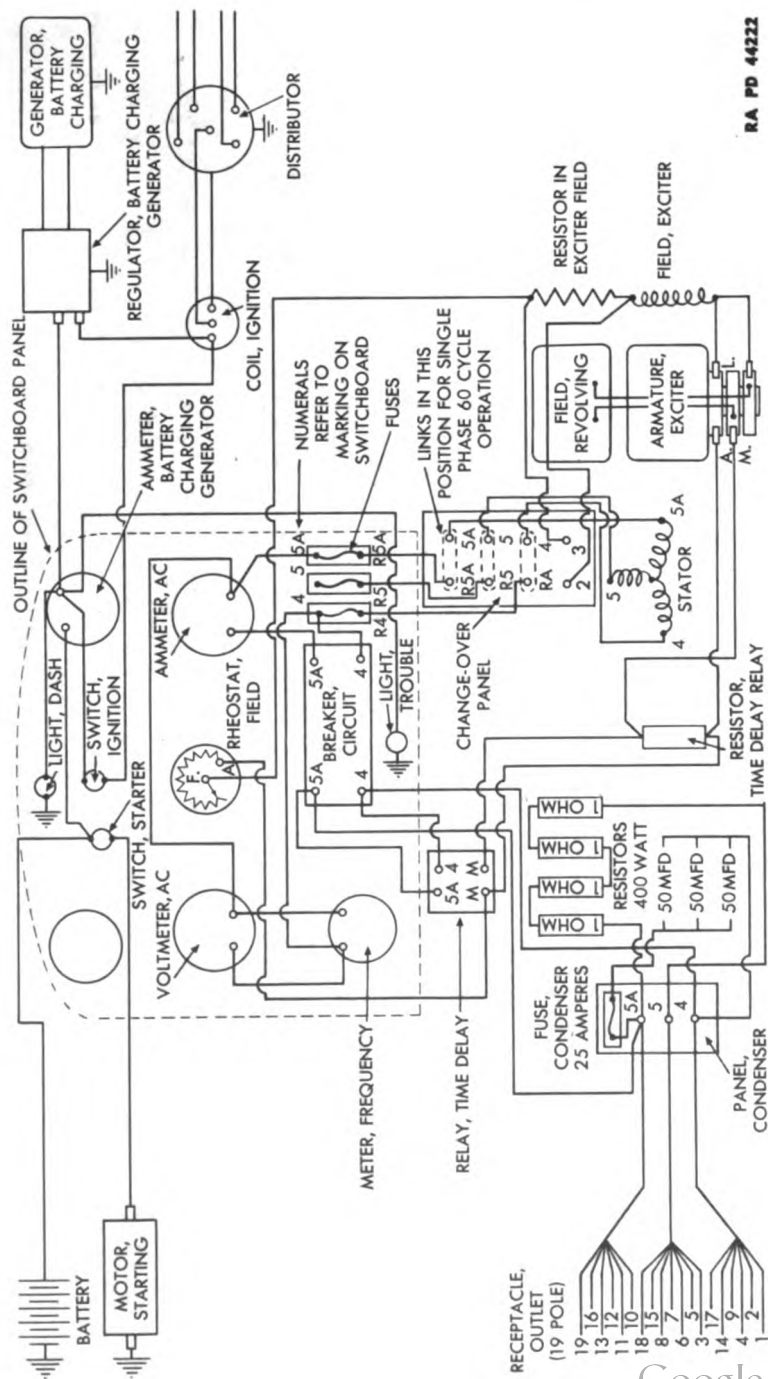 GENERATOR,
BATTERY
CHARGING
REGULATOR, BATTERY CHARGING
GENERATOR
DISTRIBUTOR
COIL, IGNITION
OUTLINE OF SWITCHBOARD PANEL
AMMETER,
BATTERY
CHARGING
GENERATOR
LIGHT, DASH
SWITCH,
IGNITION
SWITCH, STARTER
BATTERY
MOTOR,
STARTING
NUMERALS
REFER TO
MARKING ON
SWITCHBOARD
FUSES
AMMETER, AC
RHEOSTAT,
FIELD
F.
A
VOLTMETER, AC
METER, FREQUENCY
5A
5
4
R5A
R5
R4
BREAKER,
CIRCUIT
5A
4
5A
4
LIGHT,
TROUBLE
LINKS IN THIS
POSITION FOR SINGLE
PHASE 60 CYCLE
OPERATION
CHANGE-OVER
PANEL
R5A
R5
RA
2
5A
5
4
3
RESISTOR IN
EXCITER FIELD
FIELD, EXCITER
FIELD,
REVOLVING
ARMATURE,
EXCITER
A.
L.
M.
STATOR
5A
5
4
RELAY, TIME DELAY
5A 4
M M
RESISTOR,
TIME DELAY RELAY
1 OHM
1 OHM
1 OHM
1 OHM
RESISTORS
400 WATT
50 MFD
50 MFD
50 MFD
FUSE,
CONDENSER
25 AMPERES
5A
5
4
PANEL,
CONDENSER
RECEPTACLE,
OUTLET
(19 POLE)
19
16
13
12
11
10
18
15
8
7
6
5
3
17
14
9
4
2
1
RA PD 44222
Google